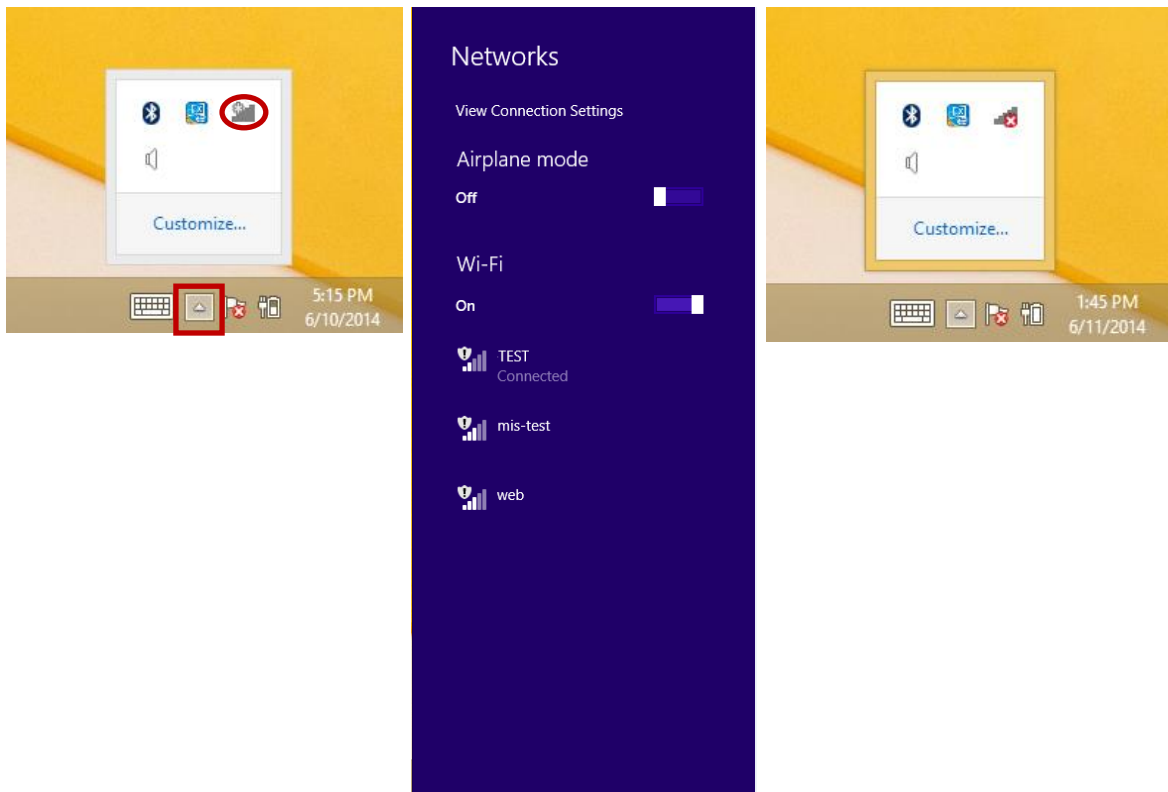 Customize...
5:15 PM
6/10/2014
Networks
View Connection Settings
Airplane mode
Off
Wi-Fi
On
TEST
Connected
mis-test
web
Customize...
1:45 PM
6/11/2014